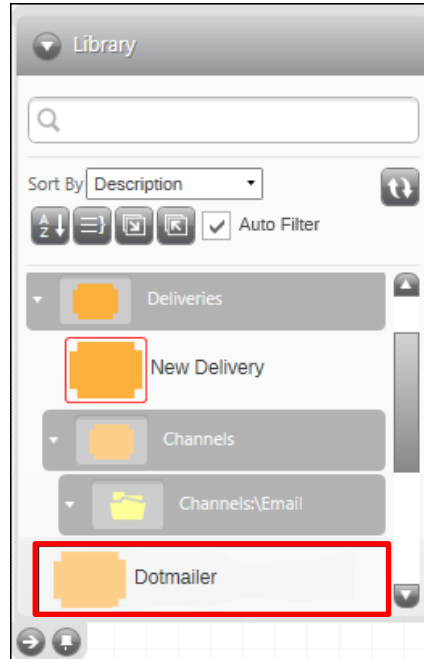 Library
Sort By Description
A Z Auto Filter
Deliveries
New Delivery
Channels
Channels:\Email
Dotmailer